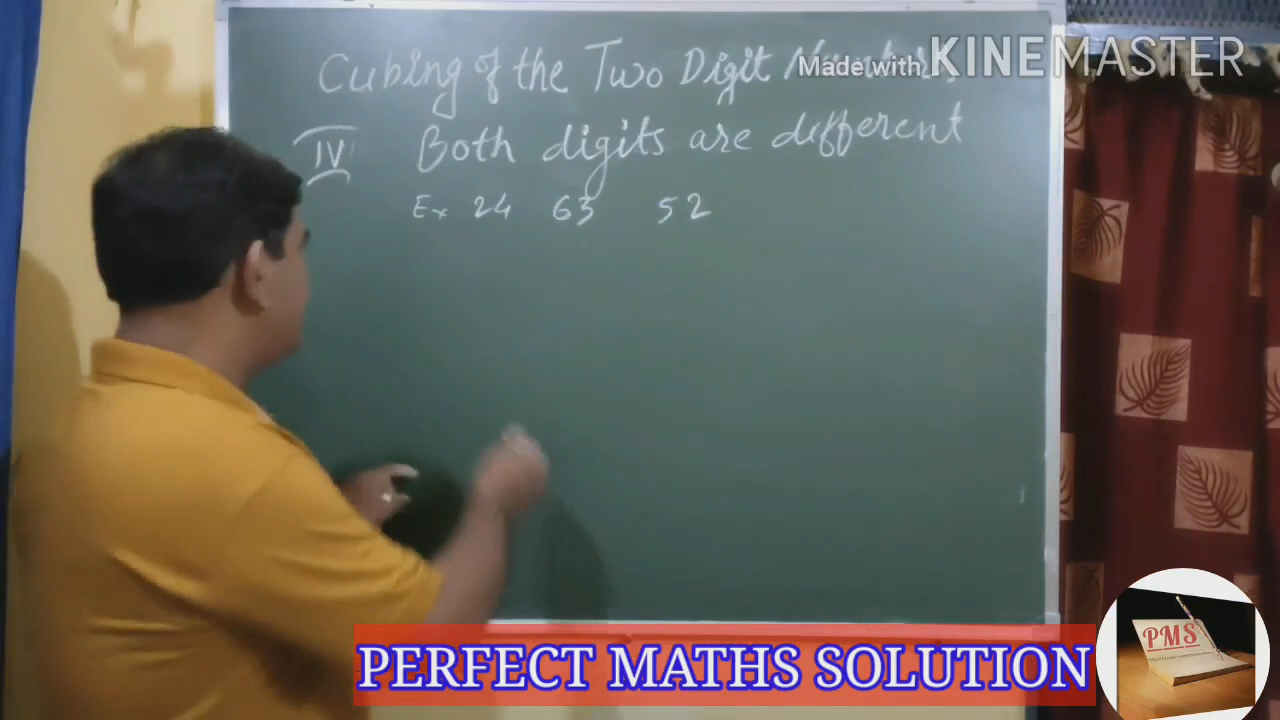 Made with KINEMASTER
Cubing of the Two Digit
IV Both digits are different
Ex 24 63 52
PERFECT MATHS SOLUTION
PMS